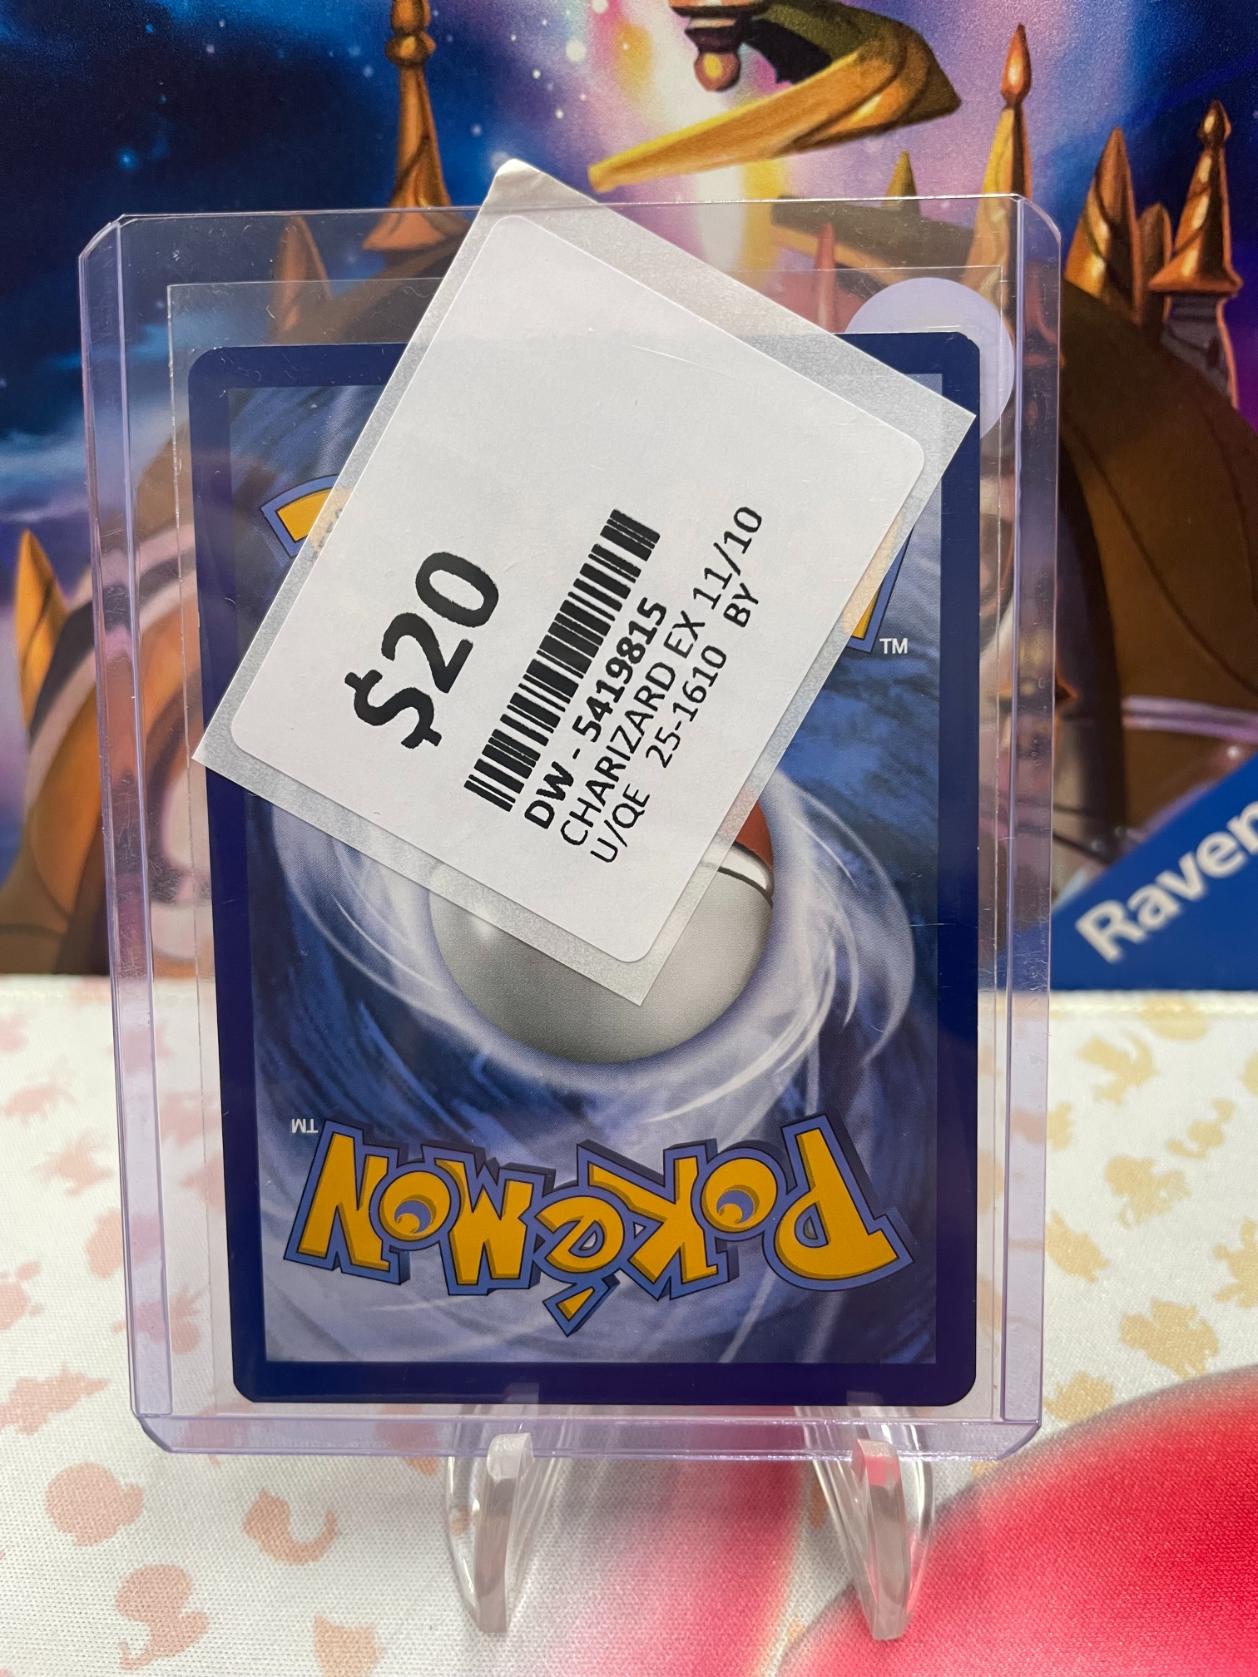 $20
DW - 5419815
CHARIZARD EX 11/10
U/QE 25-1610 BY
TM
Raven
TM
POKéMON